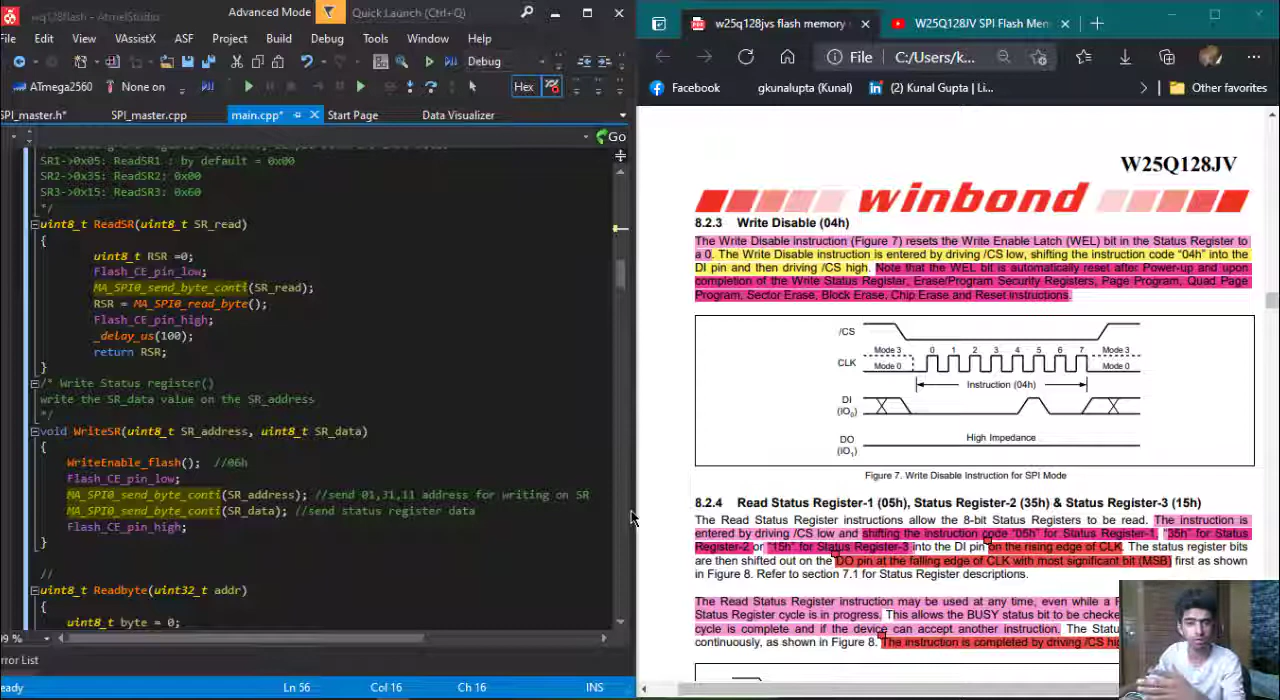 wq128flash - AtmelStudio
Advanced Mode
Quick Launch (Ctrl+Q)
File Edit View VAssistX ASF Project Build Debug Tools Window Help
Debug
ATmega2560 None on Hex
SPI_master.h* SPI_master.cpp main.cpp* Start Page Data Visualizer
Go
SR1->0x05: ReadSR1 : by default = 0x00
SR2->0x35: ReadSR2: 0x00
SR3->0x15: ReadSR3: 0x60
*/
uint8_t ReadSR(uint8_t SR_read)
{
uint8_t RSR =0;
Flash_CE_pin_low;
MA_SPI0_send_byte_conti(SR_read);
RSR = MA_SPI0_read_byte();
Flash_CE_pin_high;
_delay_us(100);
return RSR;
}
/* Write Status register()
write the SR_data value on the SR_address
*/
void WriteSR(uint8_t SR_address, uint8_t SR_data)
{
WriteEnable_flash(); //06h
Flash_CE_pin_low;
MA_SPI0_send_byte_conti(SR_address); //send 01,31,11 address for writing on SR
MA_SPI0_send_byte_conti(SR_data); //send status register data
Flash_CE_pin_high;
}
//
uint8_t Readbyte(uint32_t addr)
{
uint8_t byte = 0;
99 %
rror List
eady Ln 56 Col 16 Ch 16 INS
w25q128jvs flash memory
W25Q128JV SPI Flash Mem
File C:/Users/k...
Facebook gkunalupta (Kunal) (2) Kunal Gupta | Li... Other favorites
W25Q128JV
winbond
8.2.3 Write Disable (04h)
The Write Disable instruction (Figure 7) resets the Write Enable Latch (WEL) bit in the Status Register to
a 0. The Write Disable instruction is entered by driving /CS low, shifting the instruction code "04h" into the
DI pin and then driving /CS high. Note that the WEL bit is automatically reset after Power-up and upon
completion of the Write Status Register, Erase/Program Security Registers, Page Program, Quad Page
Program, Sector Erase, Block Erase, Chip Erase and Reset instructions.
/CS
Mode 3 0 1 2 3 4 5 6 7 Mode 3
CLK
Mode 0 Mode 0
Instruction (04h)
DI
(IO0)
DO
(IO1)
High Impedance
Figure 7. Write Disable Instruction for SPI Mode
8.2.4 Read Status Register-1 (05h), Status Register-2 (35h) & Status Register-3 (15h)
The Read Status Register instructions allow the 8-bit Status Registers to be read. The instruction is
entered by driving /CS low and shifting the instruction code "05h" for Status Register-1, "35h" for Status
Register-2 or "15h" for Status Register-3 into the DI pin on the rising edge of CLK. The status register bits
are then shifted out on the DO pin at the falling edge of CLK with most significant bit (MSB) first as shown
in Figure 8. Refer to section 7.1 for Status Register descriptions.
The Read Status Register instruction may be used at any time, even while a
Status Register cycle is in progress. This allows the BUSY status bit to be checke
cycle is complete and if the device can accept another instruction. The Statu
continuously, as shown in Figure 8. The instruction is completed by driving /CS hi